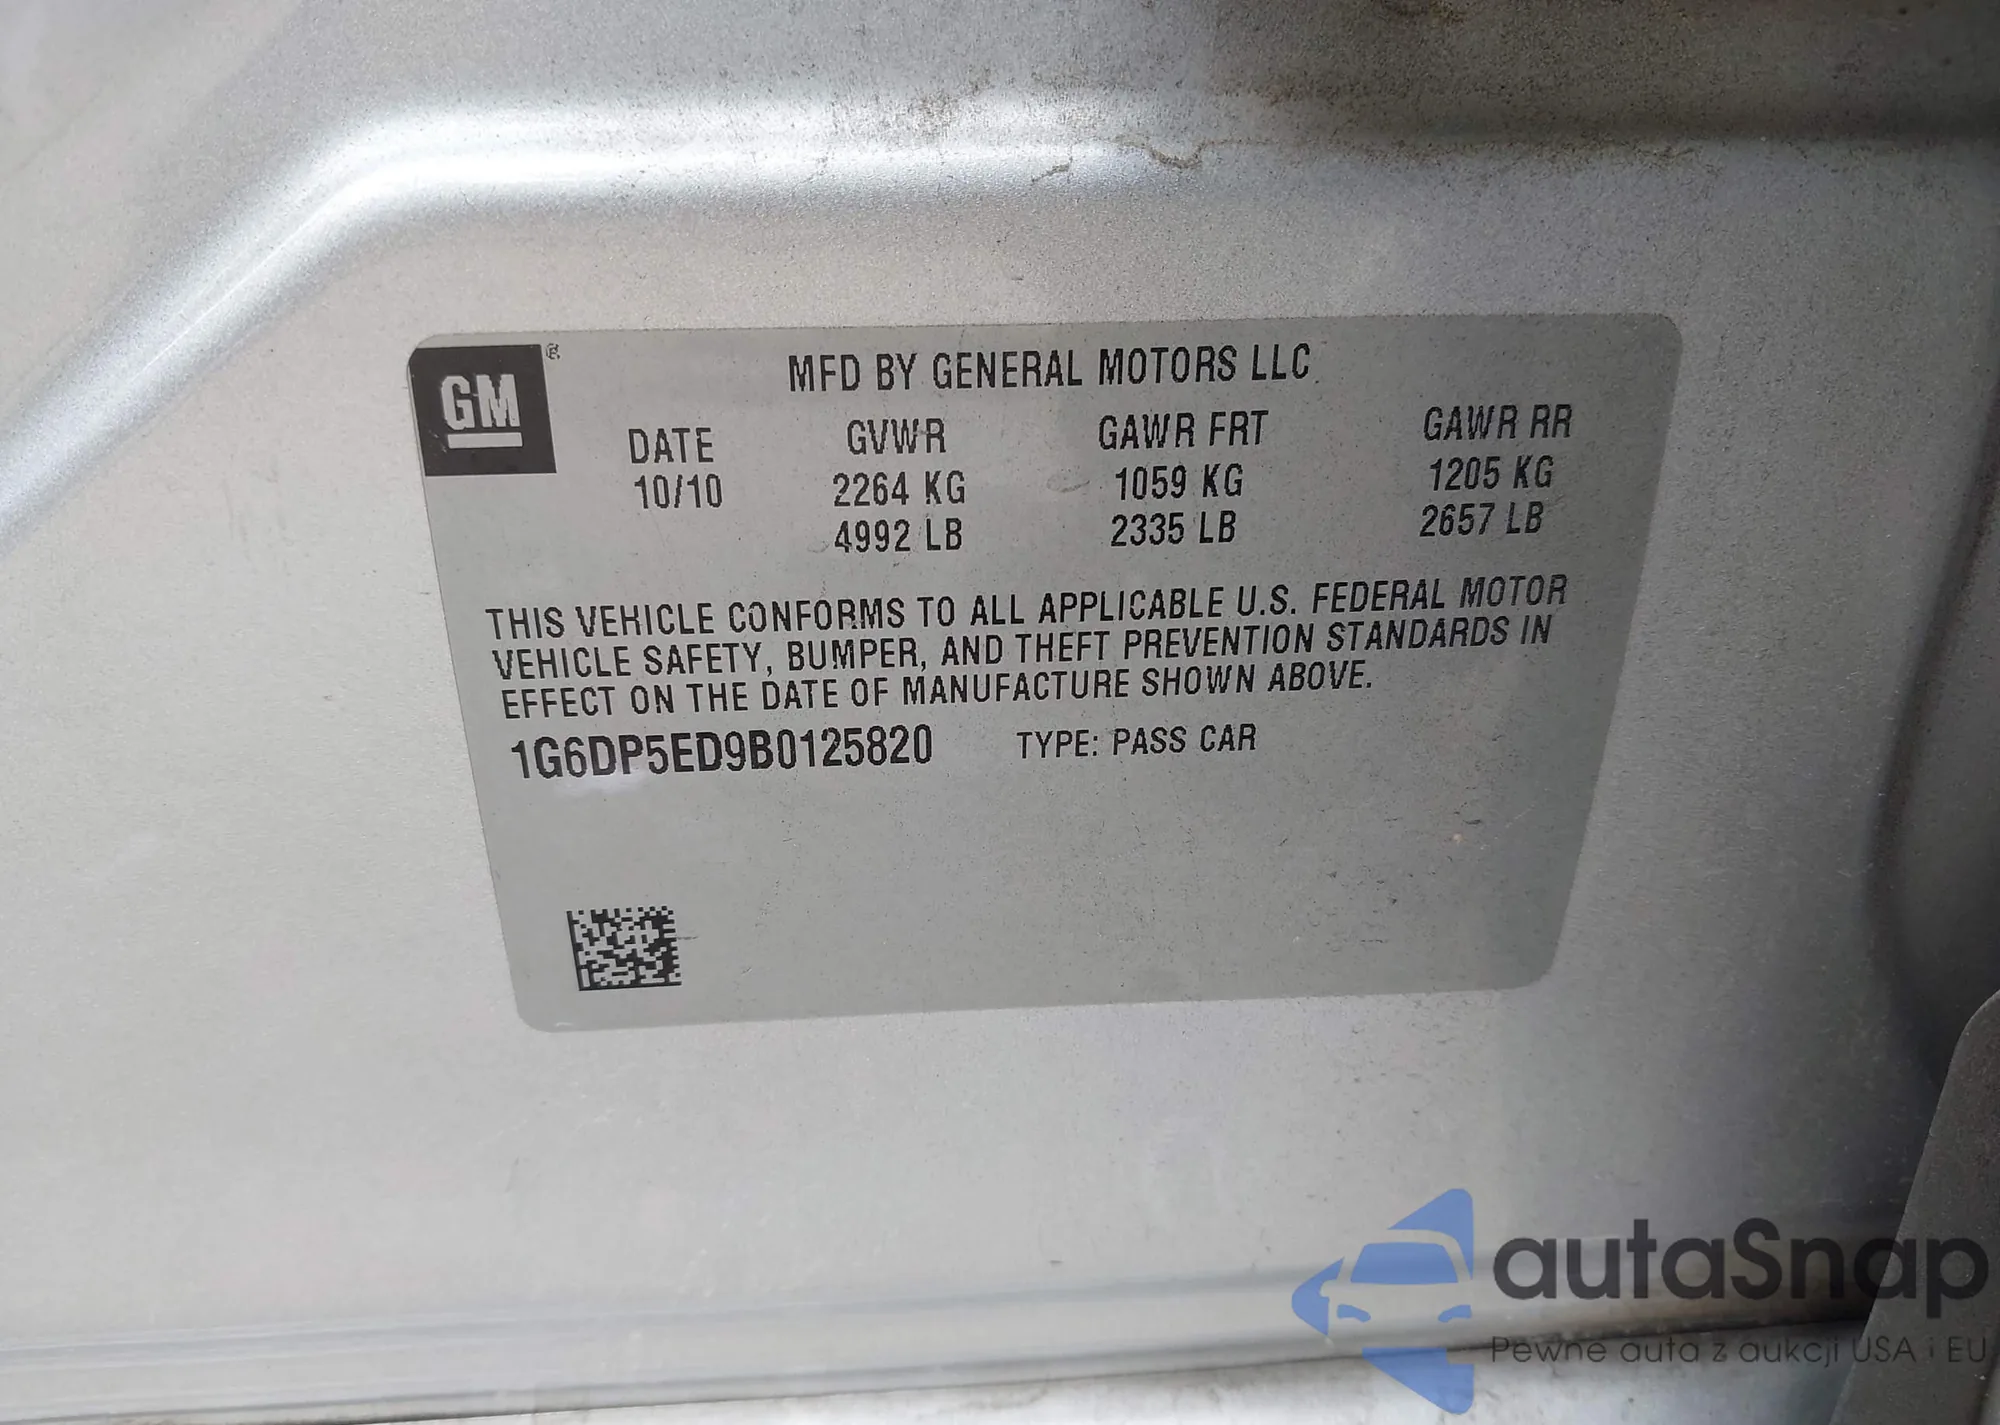 GM ®
MFD BY GENERAL MOTORS LLC
DATE GVWR GAWR FRT GAWR RR
10/10 2264 KG 1059 KG 1205 KG
4992 LB 2335 LB 2657 LB
THIS VEHICLE CONFORMS TO ALL APPLICABLE U.S. FEDERAL MOTOR
VEHICLE SAFETY, BUMPER, AND THEFT PREVENTION STANDARDS IN
EFFECT ON THE DATE OF MANUFACTURE SHOWN ABOVE.
1G6DP5ED9B0125820 TYPE: PASS CAR
autaSnap
Pewne auta z aukcji USA i EU